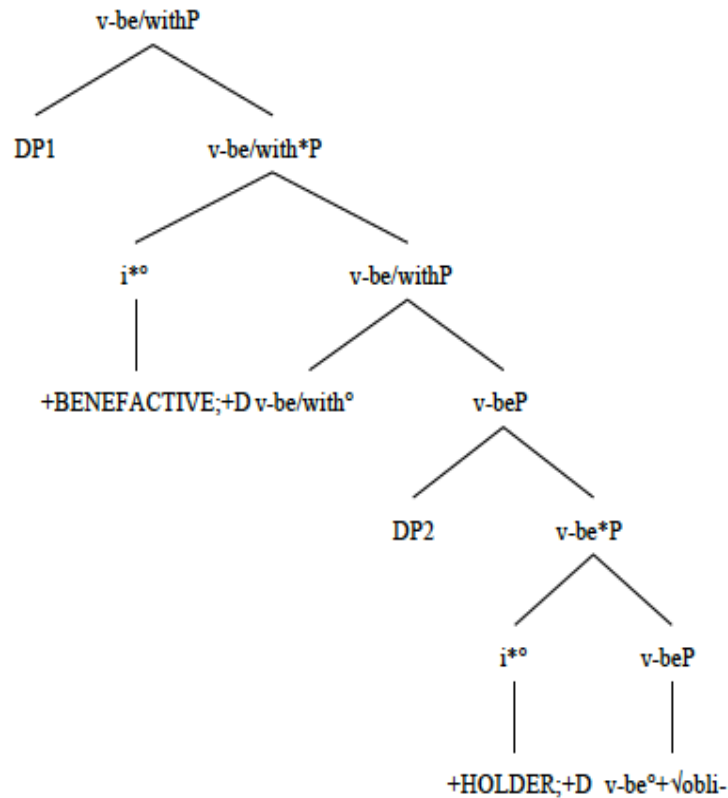 v-be/withP
DP1 v-be/with*P
i*° v-be/withP
+BENEFACTIVE;+D v-be/with° v-beP
DP2 v-be*P
i*° v-beP
+HOLDER;+D v-be°+√obli-